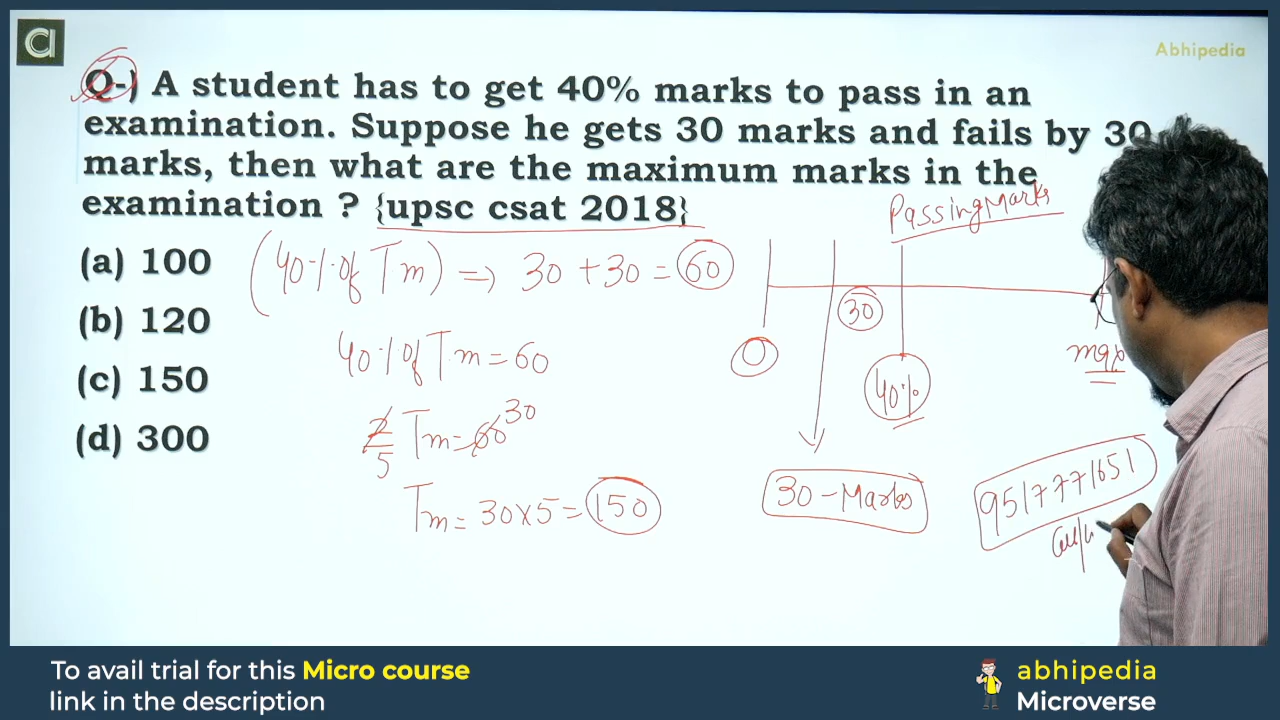 Abhipedia
Q-) A student has to get 40% marks to pass in an
examination. Suppose he gets 30 marks and fails by 30
marks, then what are the maximum marks in the
examination ? {upsc csat 2018}
Passing Marks
(a) 100
(40% of Tm) => 30 + 30 = 60
(b) 120
30
40% of Tm = 60
0
max
(c) 150
40%
2/5 Tm = 60 30
(d) 300
Tm = 30x5 = 150
30 - Marks
9517771651
Call/
To avail trial for this Micro course
link in the description
abhipedia
Microverse